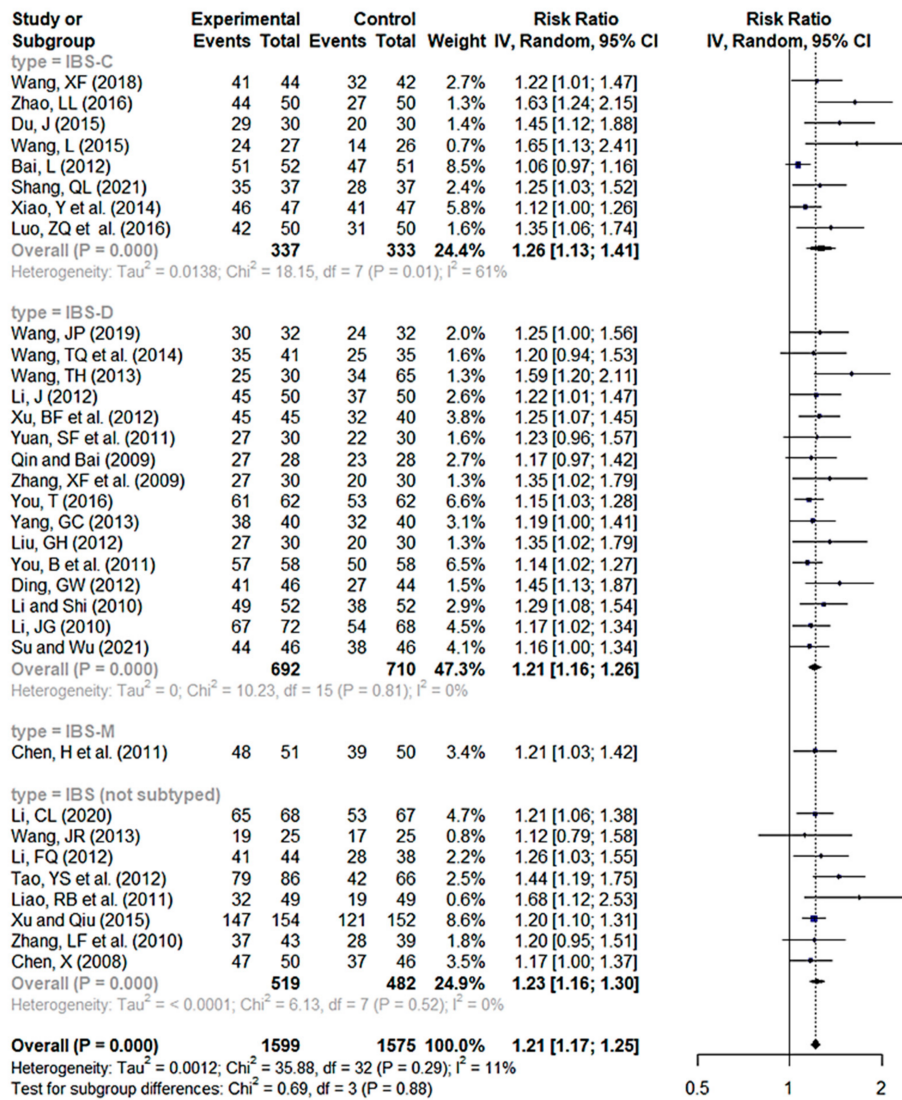 Study or Experimental Control Risk Ratio Risk Ratio
Subgroup Events Total Events Total Weight IV, Random, 95% CI IV, Random, 95% CI
type = IBS-C
Wang, XF (2018) 41 44 32 42 2.7% 1.22 [1.01; 1.47]
Zhao, LL (2016) 44 50 27 50 1.3% 1.63 [1.24; 2.15]
Du, J (2015) 29 30 20 30 1.4% 1.45 [1.12; 1.88]
Wang, L (2015) 24 27 14 26 0.7% 1.65 [1.13; 2.41]
Bai, L (2012) 51 52 47 51 8.5% 1.06 [0.97; 1.16]
Shang, QL (2021) 35 37 28 37 2.4% 1.25 [1.03; 1.52]
Xiao, Y et al. (2014) 46 47 41 47 5.8% 1.12 [1.00; 1.26]
Luo, ZQ et al. (2016) 42 50 31 50 1.6% 1.35 [1.06; 1.74]
Overall (P = 0.000) 337 333 24.4% 1.26 [1.13; 1.41]
Heterogeneity: Tau² = 0.0138; Chi² = 18.15, df = 7 (P = 0.01); I² = 61%
type = IBS-D
Wang, JP (2019) 30 32 24 32 2.0% 1.25 [1.00; 1.56]
Wang, TQ et al. (2014) 35 41 25 35 1.6% 1.20 [0.94; 1.53]
Wang, TH (2013) 25 30 34 65 1.3% 1.59 [1.20; 2.11]
Li, J (2012) 45 50 37 50 2.6% 1.22 [1.01; 1.47]
Xu, BF et al. (2012) 45 45 32 40 3.8% 1.25 [1.07; 1.45]
Yuan, SF et al. (2011) 27 30 22 30 1.6% 1.23 [0.96; 1.57]
Qin and Bai (2009) 27 28 23 28 2.7% 1.17 [0.97; 1.42]
Zhang, XF et al. (2009) 27 30 20 30 1.3% 1.35 [1.02; 1.79]
You, T (2016) 61 62 53 62 6.6% 1.15 [1.03; 1.28]
Yang, GC (2013) 38 40 32 40 3.1% 1.19 [1.00; 1.41]
Liu, GH (2012) 27 30 20 30 1.3% 1.35 [1.02; 1.79]
You, B et al. (2011) 57 58 50 58 6.4% 1.14 [1.02; 1.27]
Ding, GW (2012) 41 46 27 44 1.5% 1.45 [1.13; 1.87]
Li and Shi (2010) 49 52 38 52 2.9% 1.29 [1.08; 1.54]
Li, JG (2010) 67 72 54 68 4.5% 1.17 [1.02; 1.34]
Su and Wu (2021) 44 46 38 46 4.1% 1.16 [1.00; 1.34]
Overall (P = 0.000) 692 710 47.3% 1.21 [1.16; 1.26]
Heterogeneity: Tau² = 0; Chi² = 10.23, df = 15 (P = 0.81); I² = 0%
type = IBS-M
Chen, H et al. (2011) 48 51 39 50 3.4% 1.21 [1.03; 1.42]
type = IBS (not subtyped)
Li, CL (2020) 65 68 53 67 4.7% 1.21 [1.06; 1.38]
Wang, JR (2013) 19 25 17 25 0.8% 1.12 [0.79; 1.58]
Li, FQ (2012) 41 44 28 38 2.2% 1.26 [1.03; 1.55]
Tao, YS et al. (2012) 79 86 42 66 2.5% 1.44 [1.19; 1.75]
Liao, RB et al. (2011) 32 49 19 49 0.6% 1.68 [1.12; 2.53]
Xu and Qiu (2015) 147 154 121 152 8.6% 1.20 [1.10; 1.31]
Zhang, LF et al. (2010) 37 43 28 39 1.8% 1.20 [0.95; 1.51]
Chen, X (2008) 47 50 37 46 3.5% 1.17 [1.00; 1.37]
Overall (P = 0.000) 519 482 24.9% 1.23 [1.16; 1.30]
Heterogeneity: Tau² = < 0.0001; Chi² = 6.13, df = 7 (P = 0.52); I² = 0%
Overall (P = 0.000) 1599 1575 100.0% 1.21 [1.17; 1.25]
Heterogeneity: Tau² = 0.0012; Chi² = 35.88, df = 32 (P = 0.29); I² = 11%
Test for subgroup differences: Chi² = 0.69, df = 3 (P = 0.88)
0.5 1 2